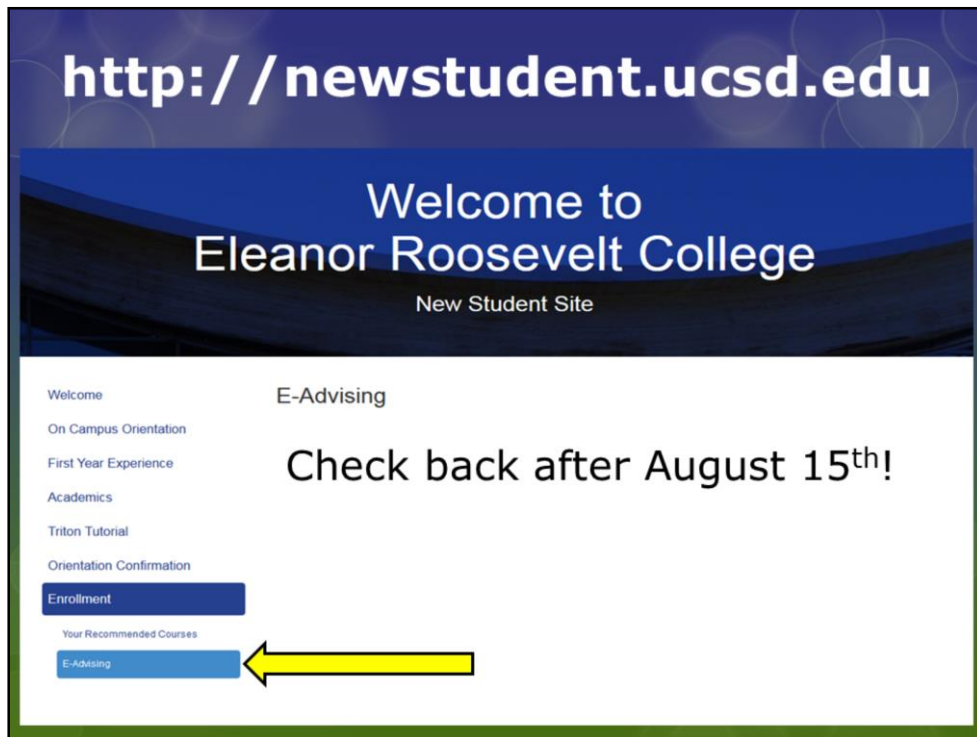 http://newstudent.ucsd.edu
Welcome to
Eleanor Roosevelt College
New Student Site
Welcome
On Campus Orientation
First Year Experience
Academics
Triton Tutorial
Orientation Confirmation
Enrollment
Your Recommended Courses
E-Advising
E-Advising
Check back after August 15th!